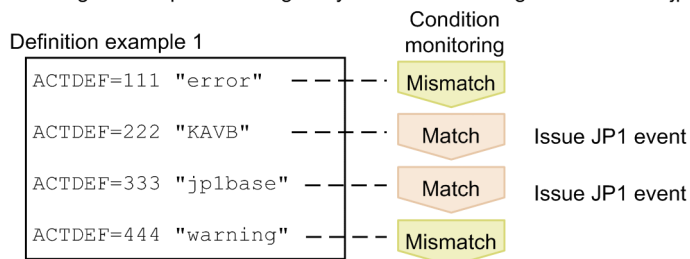 Condition
monitoring
Definition example 1
ACTDEF=111 "error"
Mismatch
ACTDEF=222 "KAVB"
Match
Issue JP1 event
ACTDEF=333 "jp1base"
Match
Issue JP1 event
ACTDEF=444 "warning"
Mismatch